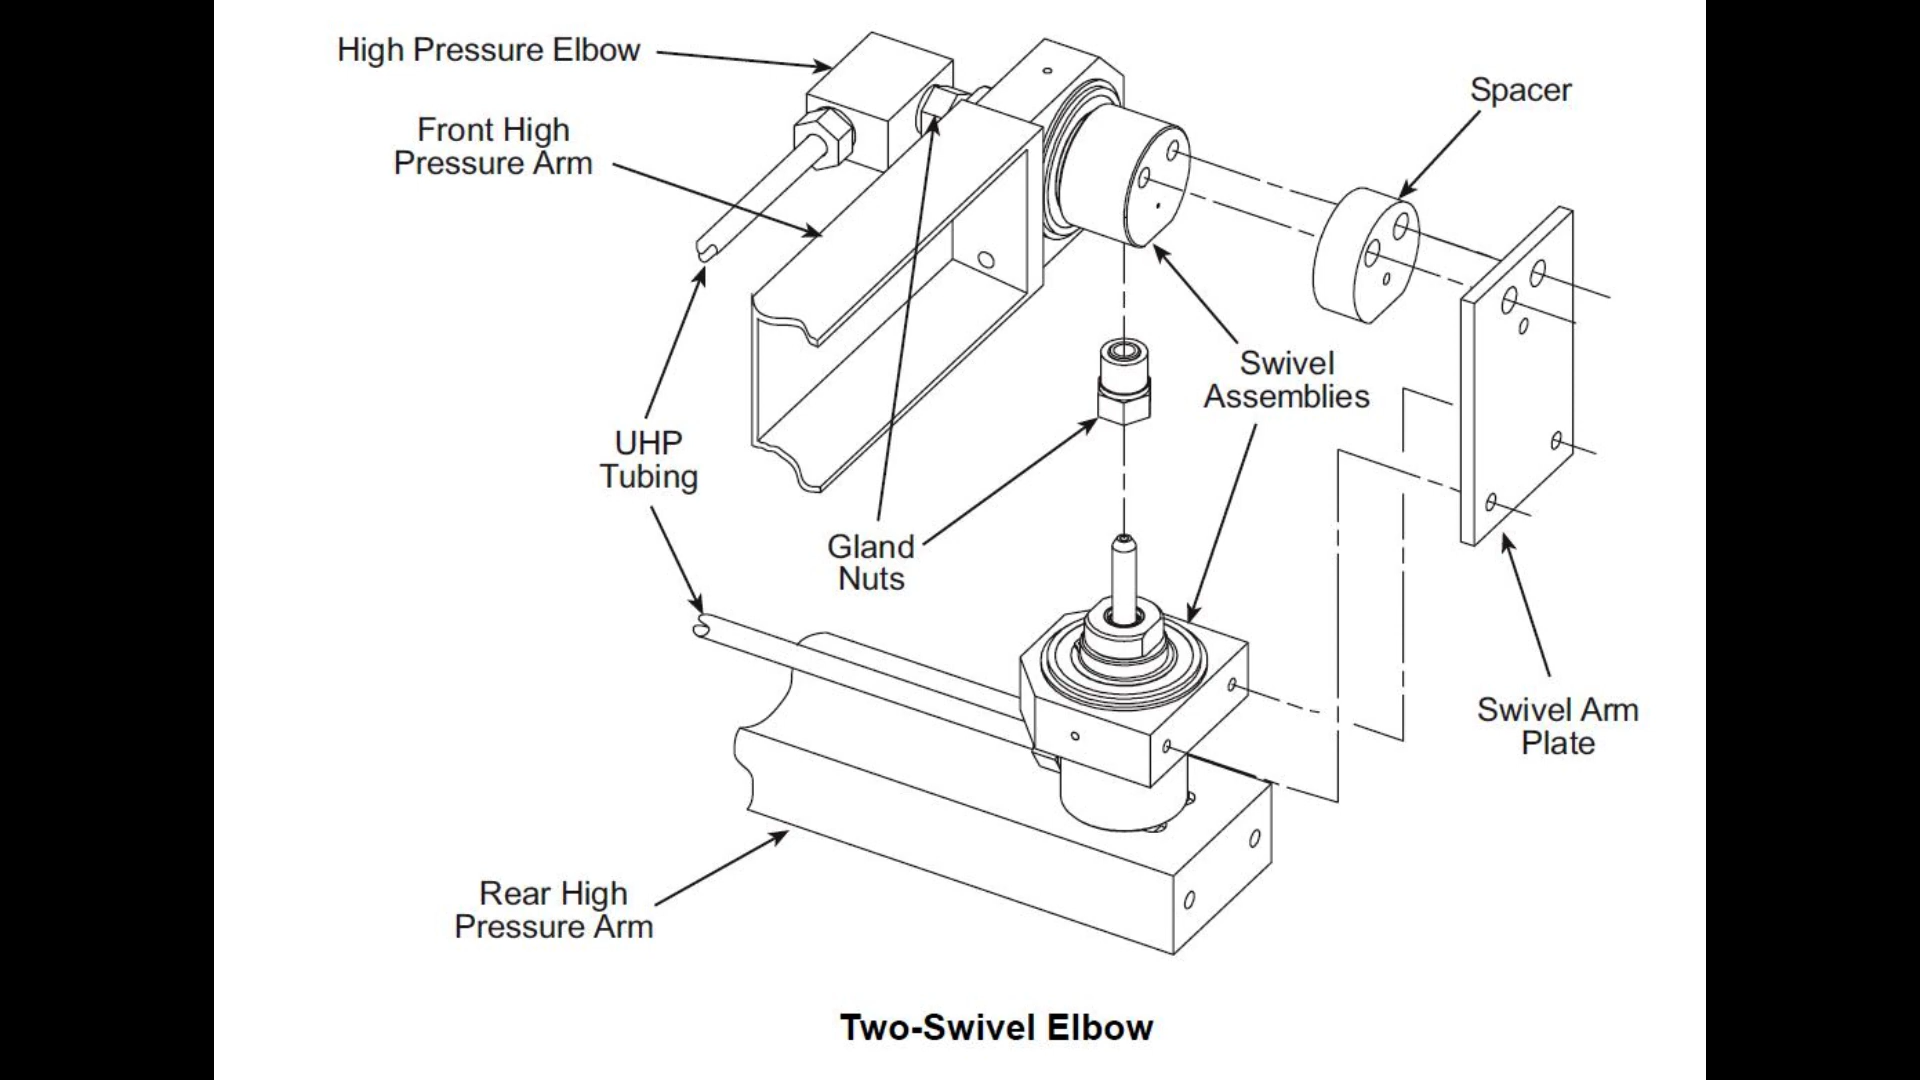 High Pressure Elbow
Spacer
Front High
Pressure Arm
Swivel
Assemblies
UHP
Tubing
Gland
Nuts
Swivel Arm
Plate
Rear High
Pressure Arm
Two-Swivel Elbow